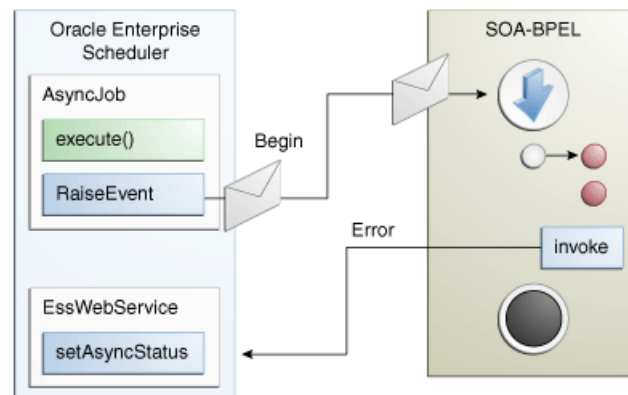 Oracle Enterprise
Scheduler
AsyncJob
execute()
RaiseEvent
Begin
SOA-BPEL
Error
invoke
EssWebService
setAsyncStatus